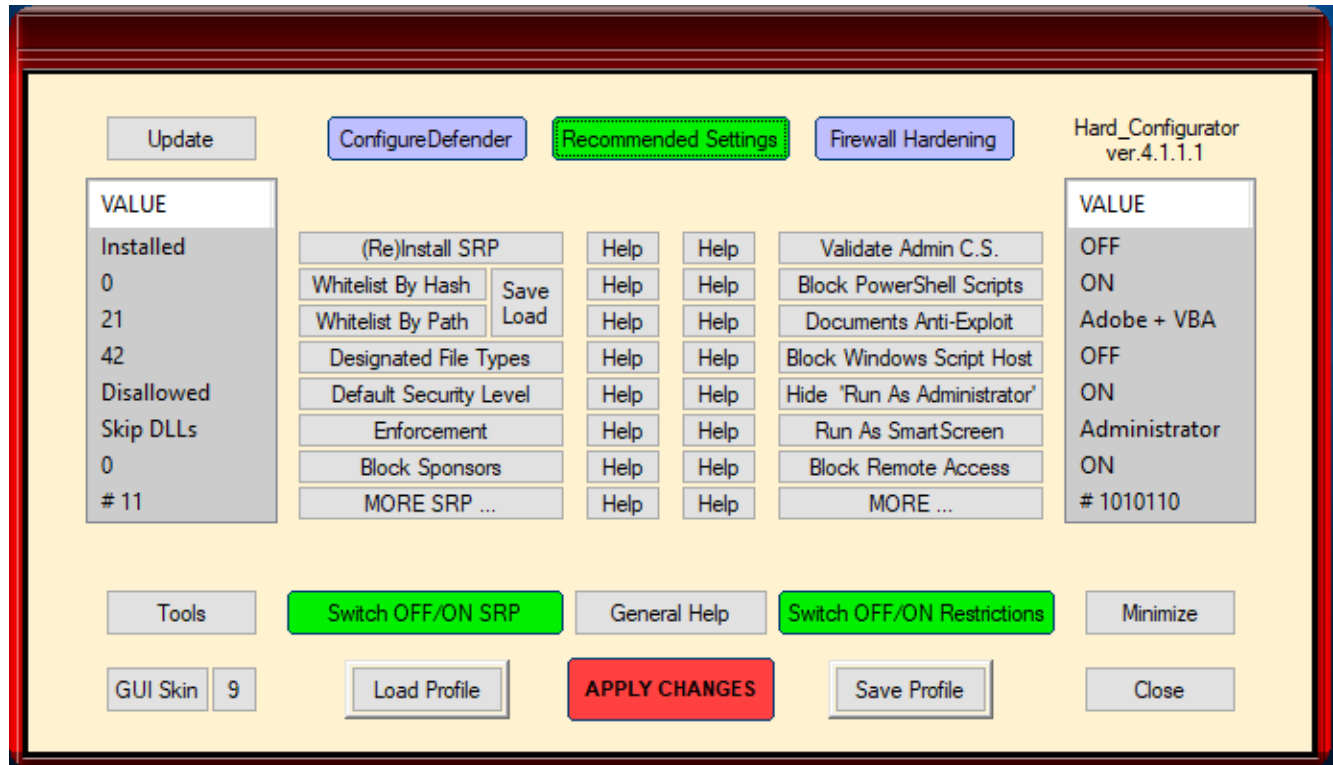 Update
ConfigureDefender
Recommended Settings
Firewall Hardening
Hard_Configurator
ver.4.1.1.1
VALUE
VALUE
Installed
(Re)Install SRP
Help
Help
Validate Admin C.S.
OFF
0
Whitelist By Hash
Save
Load
Help
Help
Block PowerShell Scripts
ON
21
Whitelist By Path
Help
Help
Documents Anti-Exploit
Adobe + VBA
42
Designated File Types
Help
Help
Block Windows Script Host
OFF
Disallowed
Default Security Level
Help
Help
Hide 'Run As Administrator'
ON
Skip DLLs
Enforcement
Help
Help
Run As SmartScreen
Administrator
0
Block Sponsors
Help
Help
Block Remote Access
ON
# 11
MORE SRP ...
Help
Help
MORE ...
# 1010110
Tools
Switch OFF/ON SRP
General Help
Switch OFF/ON Restrictions
Minimize
GUI Skin
9
Load Profile
APPLY CHANGES
Save Profile
Close